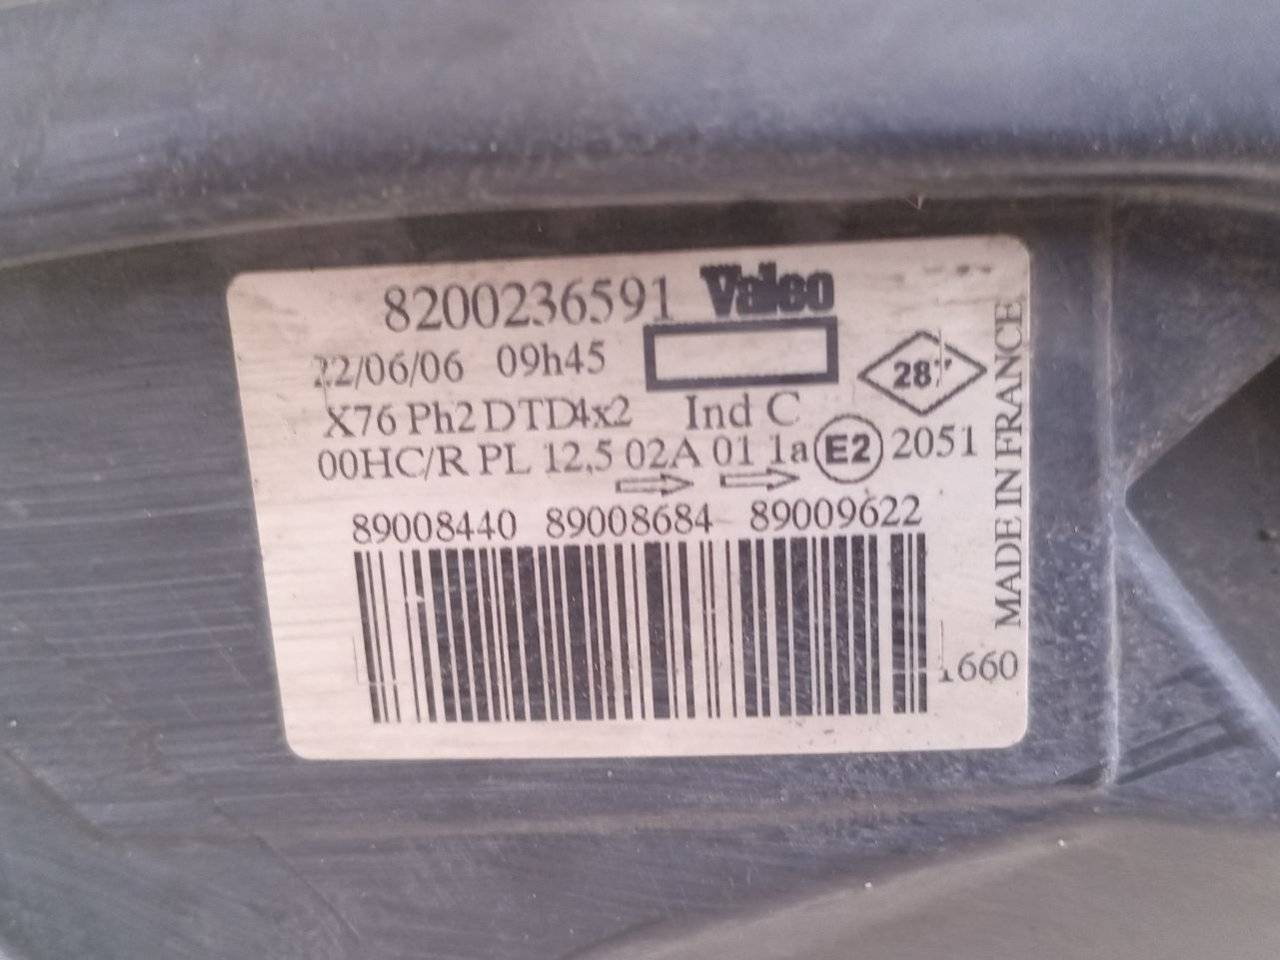 8200236591 Valeo
22/06/06 09h45
X76 Ph2 DTD4x2 Ind C
00HC/R PL 12,5 02A 01 1a E2 2051
89008440 89008684 89009622
1660
MADE IN FRANCE